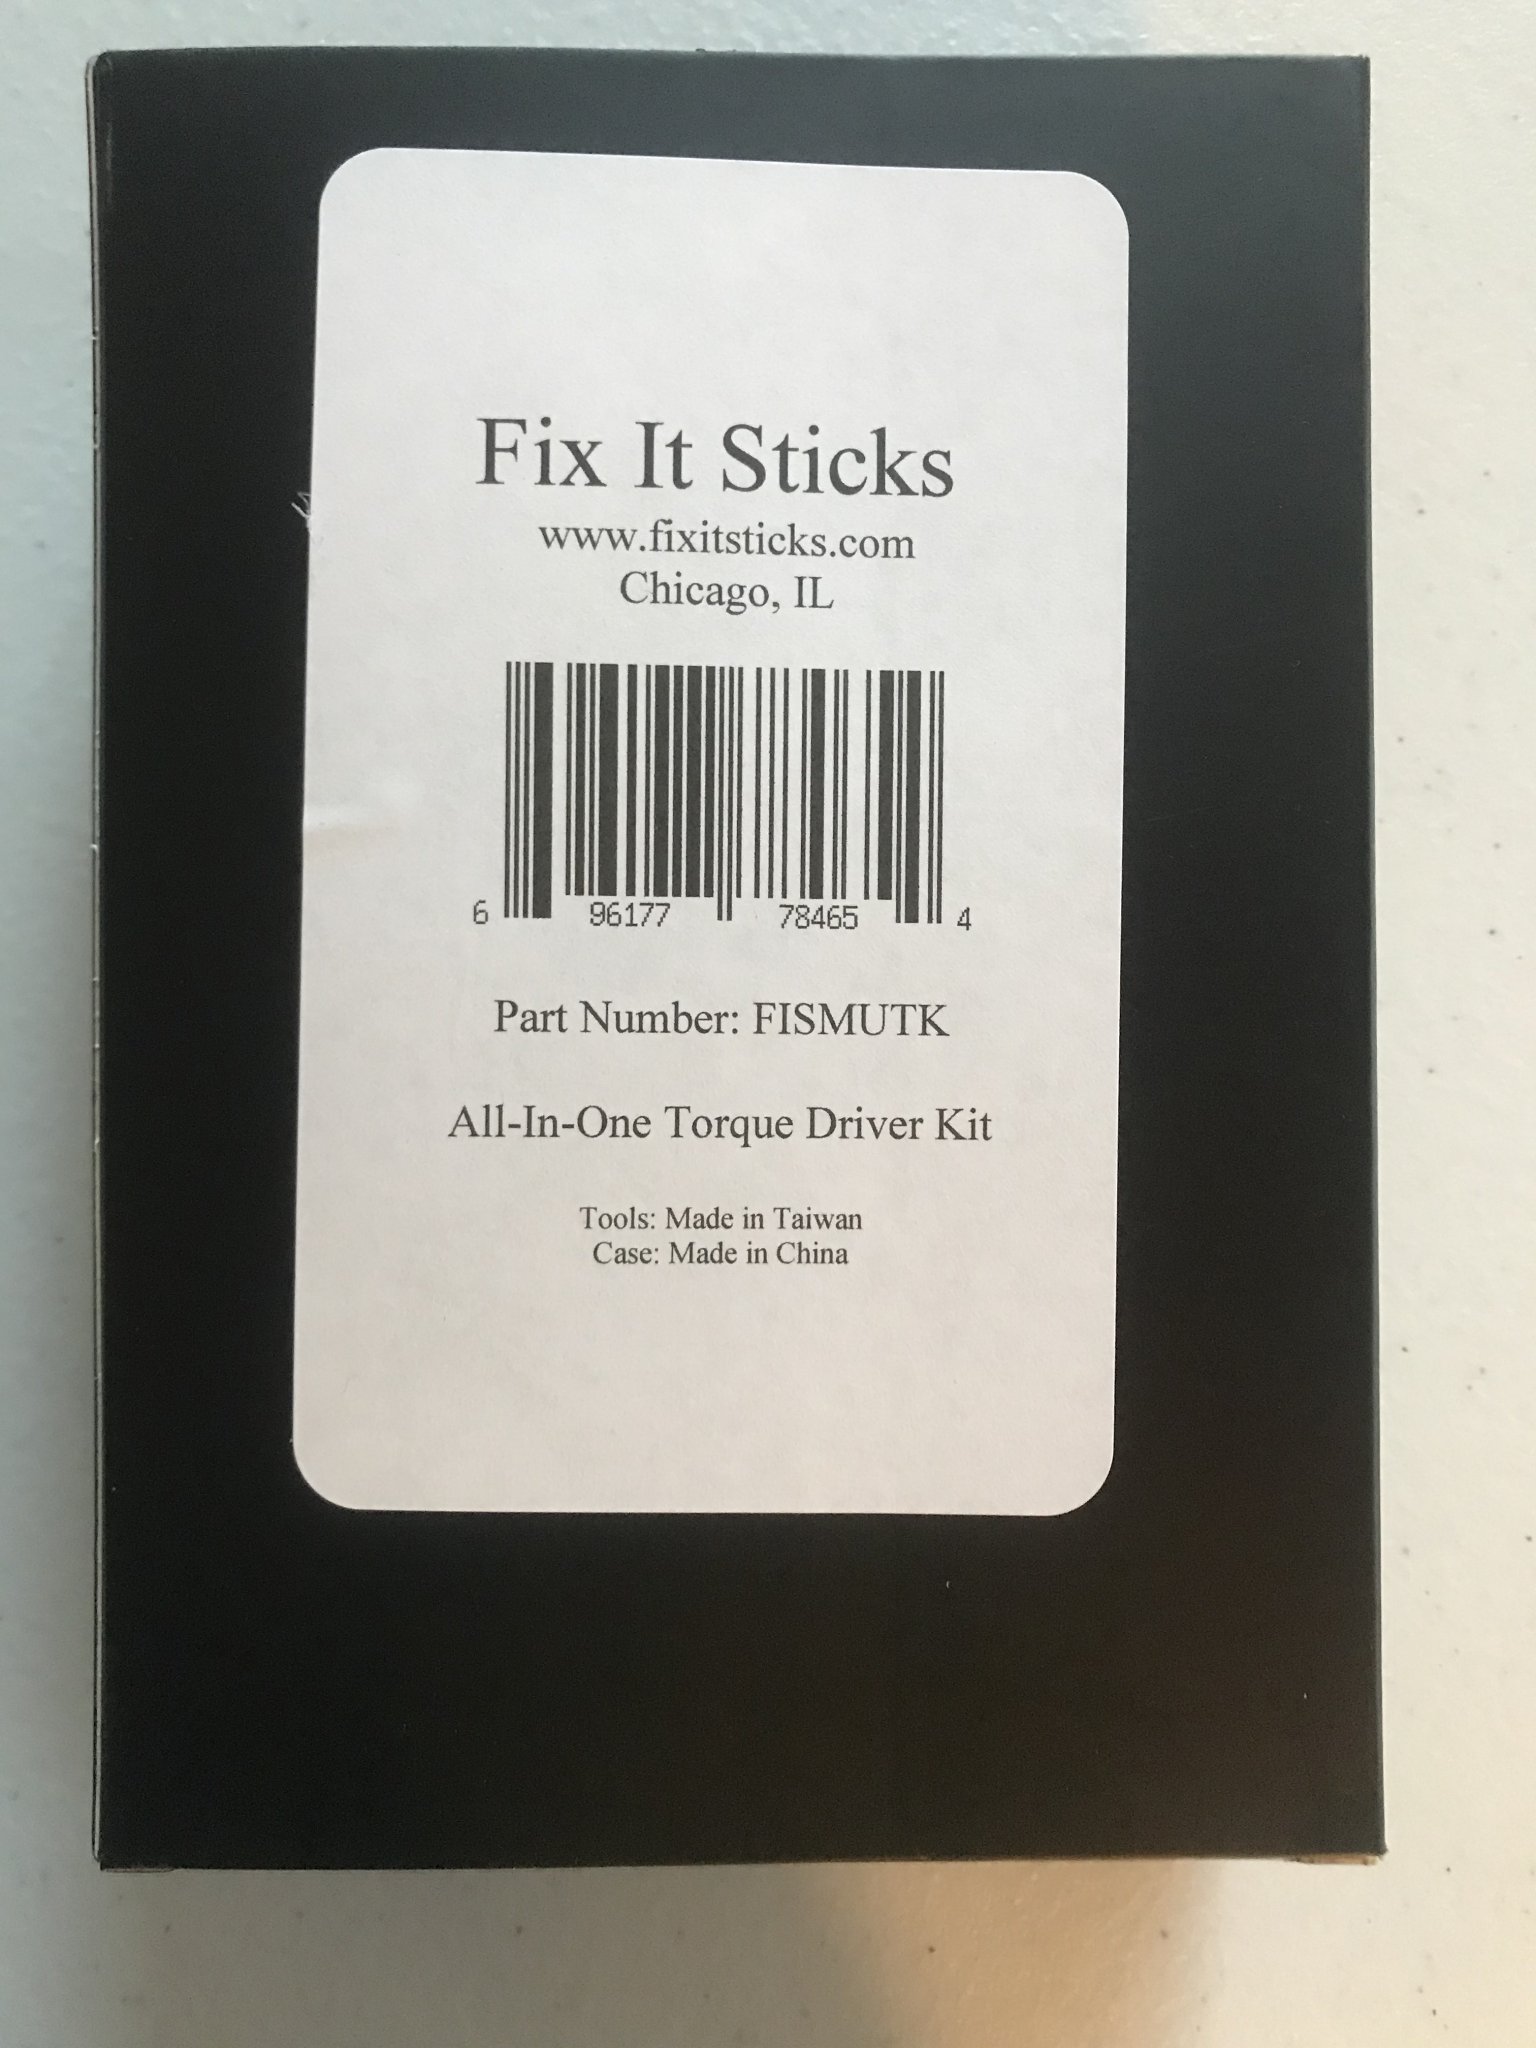 Fix It Sticks
www.fixitsticks.com
Chicago, IL
6 96177 78465 4
Part Number: FISMUTK
All-In-One Torque Driver Kit
Tools: Made in Taiwan
Case: Made in China